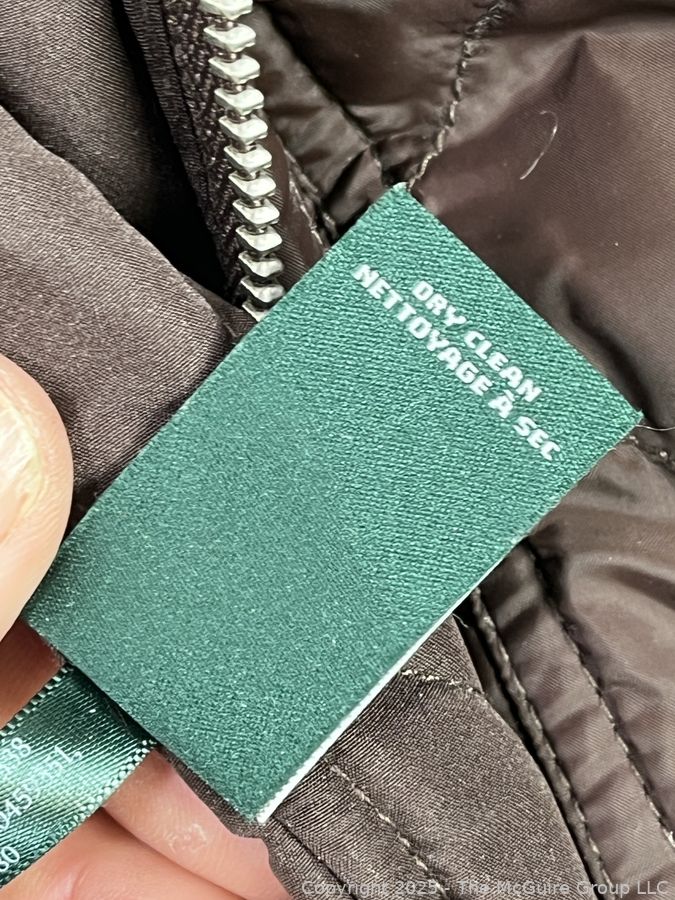 DRY CLEAN
NETTOYAGE À SEC
Copyright 2025 - The McGuire Group LLC